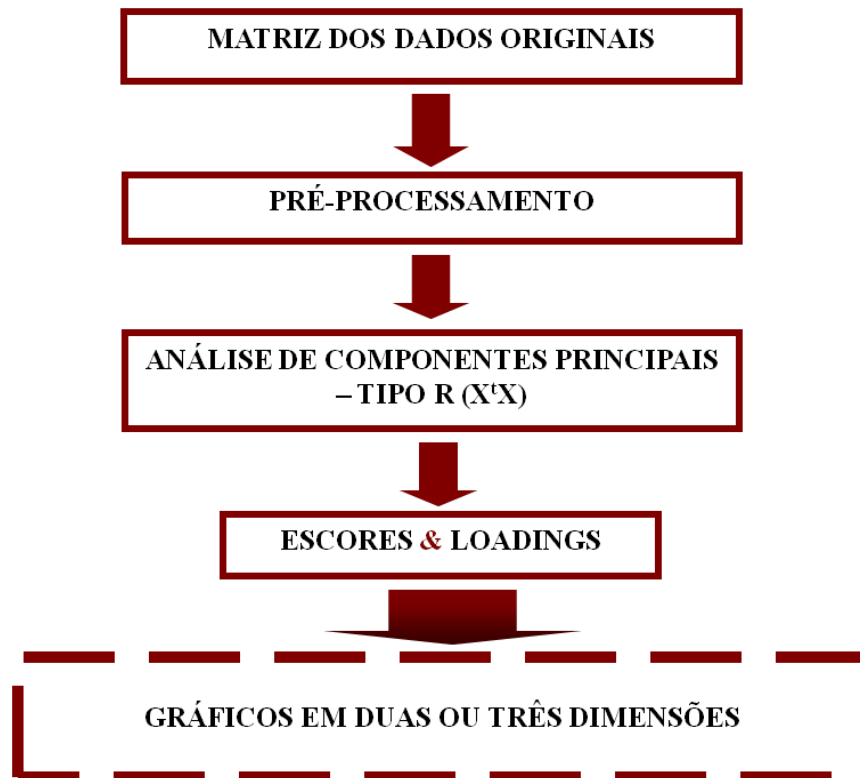 MATRIZ DOS DADOS ORIGINAIS
PRÉ-PROCESSAMENTO
ANÁLISE DE COMPONENTES PRINCIPAIS
– TIPO R (XᵗX)
ESCORES & LOADINGS
GRÁFICOS EM DUAS OU TRÊS DIMENSÕES